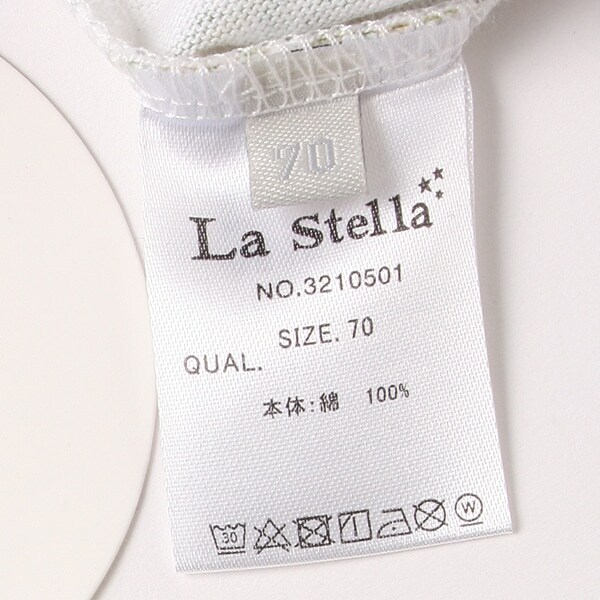 70
La Stella
NO.3210501
SIZE. 70
QUAL.
本体:綿 100%
30 W